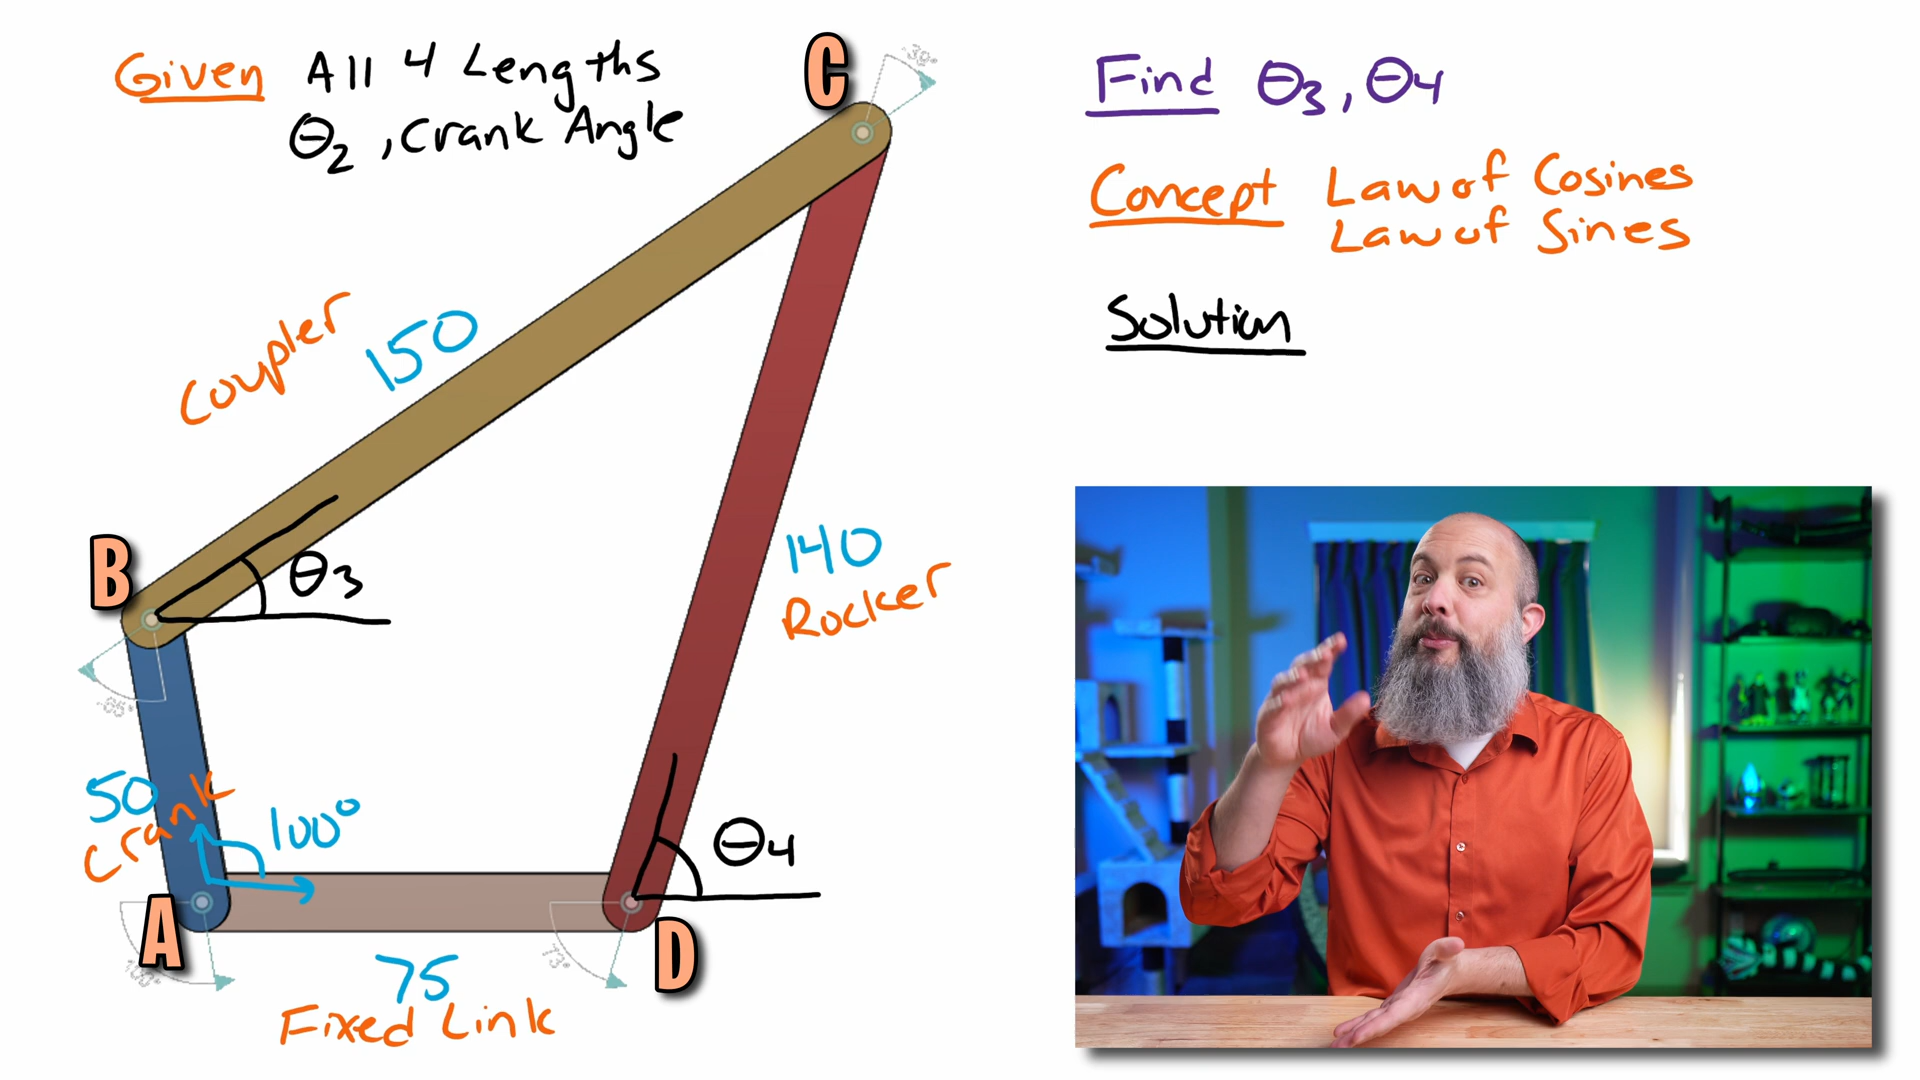 Given All 4 Lengths
θ2, Crank Angle
C
Coupler
150
B
θ3
140
Rocker
50
Crank
100°
θ4
A
D
75
Fixed Link
73°
Find θ3, θ4
Concept Law of Cosines
Law of Sines
Solution